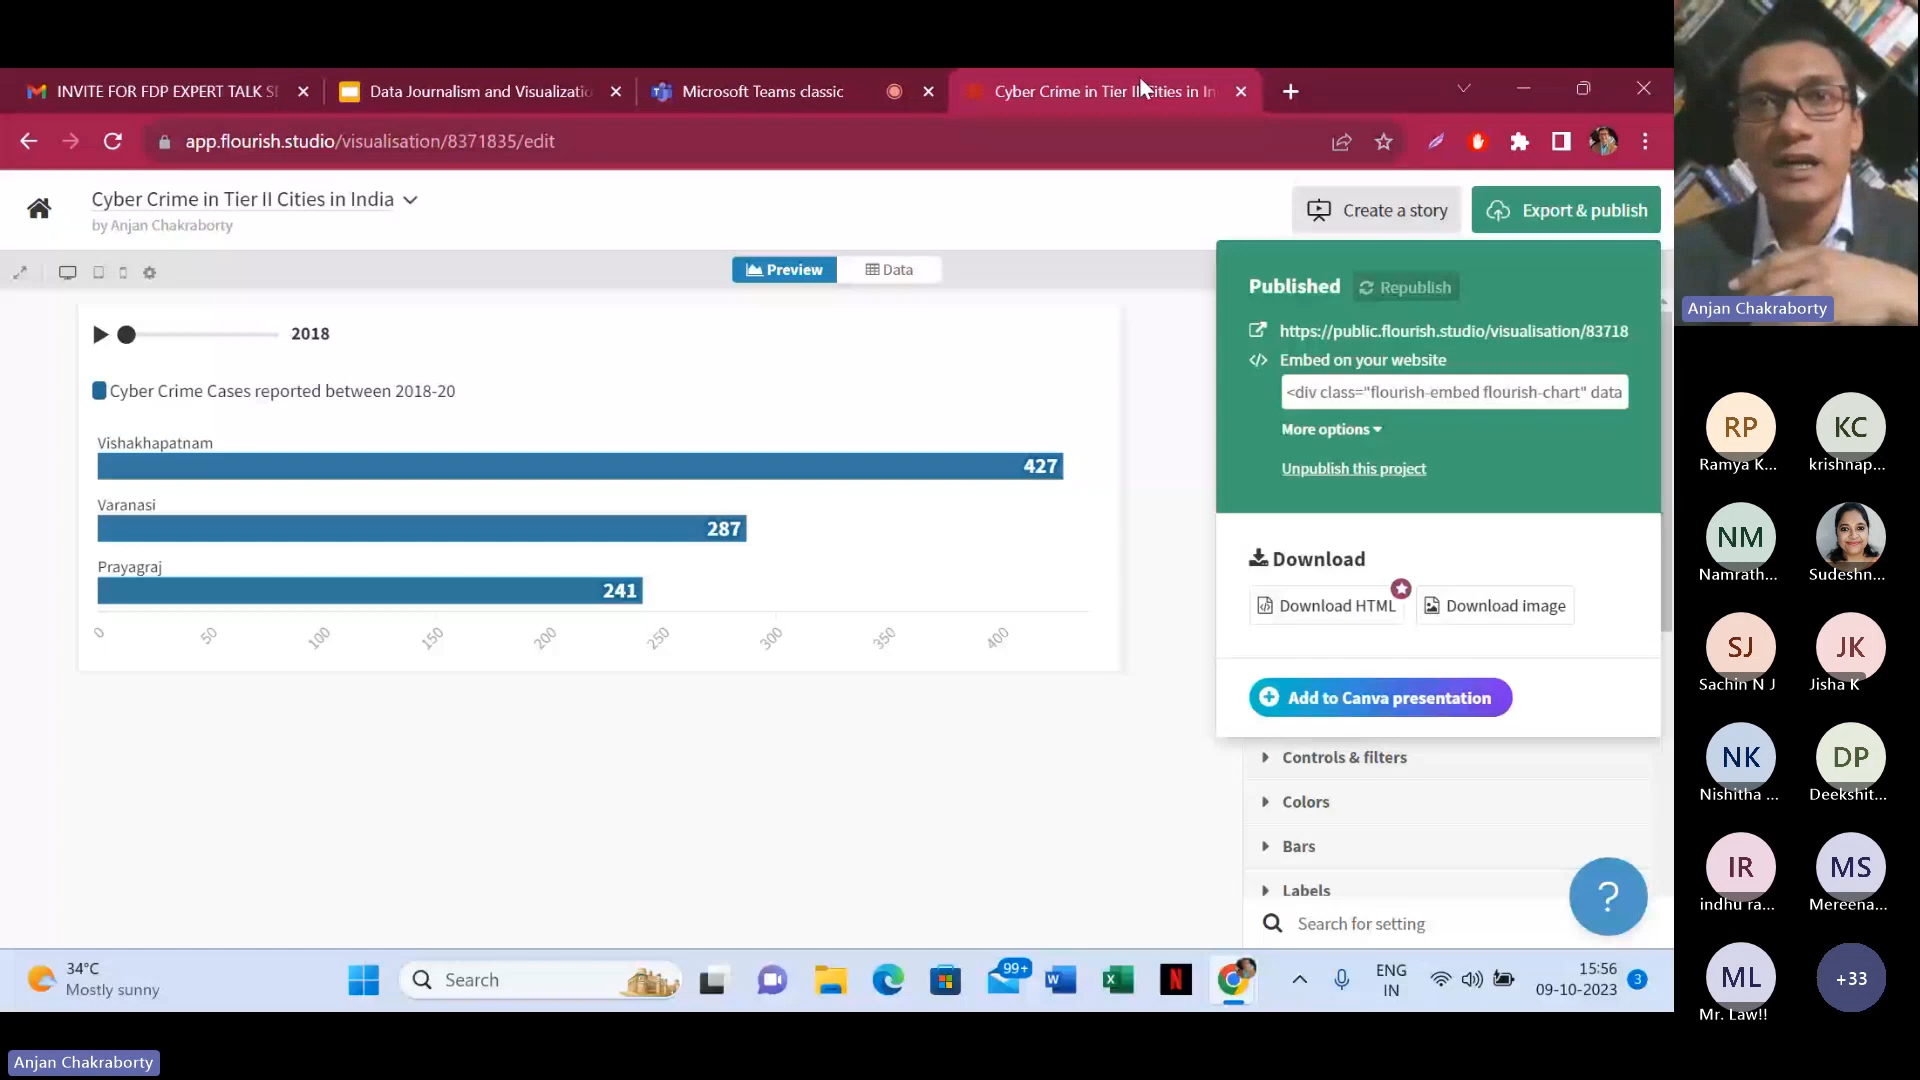 INVITE FOR FDP EXPERT TALK
Data Journalism and Visualizatio
Microsoft Teams classic
Cyber Crime in Tier II Cities in In
app.flourish.studio/visualisation/8371835/edit
Cyber Crime in Tier II Cities in India
by Anjan Chakraborty
Create a story
Export & publish
Preview
Data
Published
Republish
https://public.flourish.studio/visualisation/83718
Embed on your website
<div class="flourish-embed flourish-chart" data
More options
Unpublish this project
Download
Download HTML
Download image
Add to Canva presentation
2018
Cyber Crime Cases reported between 2018-20
Vishakhapatnam
427
Varanasi
287
Prayagraj
241
0 50 100 150 200 250 300 350 400
Controls & filters
Colors
Bars
Labels
Search for setting
?
34°C
Mostly sunny
Search
99+
ENG
IN
15:56
09-10-2023
3
Anjan Chakraborty
RP
Ramya K...
KC
krishnap...
NM
Namrath...
Sudeshn...
SJ
Sachin N J
JK
Jisha K
NK
Nishitha ...
DP
Deekshit...
IR
indhu ra...
MS
Mereena...
ML
Mr. Law!!
+33
Anjan Chakraborty